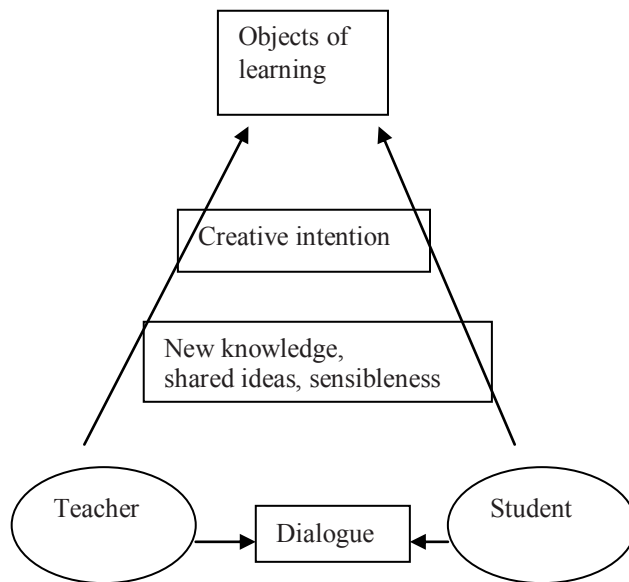 Objects of
learning
Creative intention
New knowledge,
shared ideas, sensibleness
Teacher
Dialogue
Student